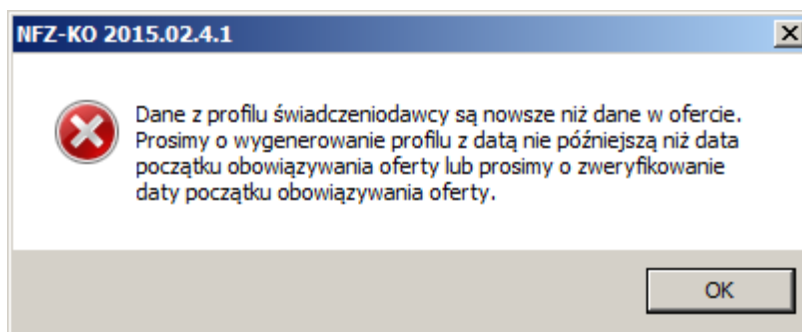 NFZ-KO 2015.02.4.1
Dane z profilu świadczeniodawcy są nowsze niż dane w ofercie.
Prosimy o wygenerowanie profilu z datą nie późniejszą niż data
początku obowiązywania oferty lub prosimy o zweryfikowanie
daty początku obowiązywania oferty.
OK